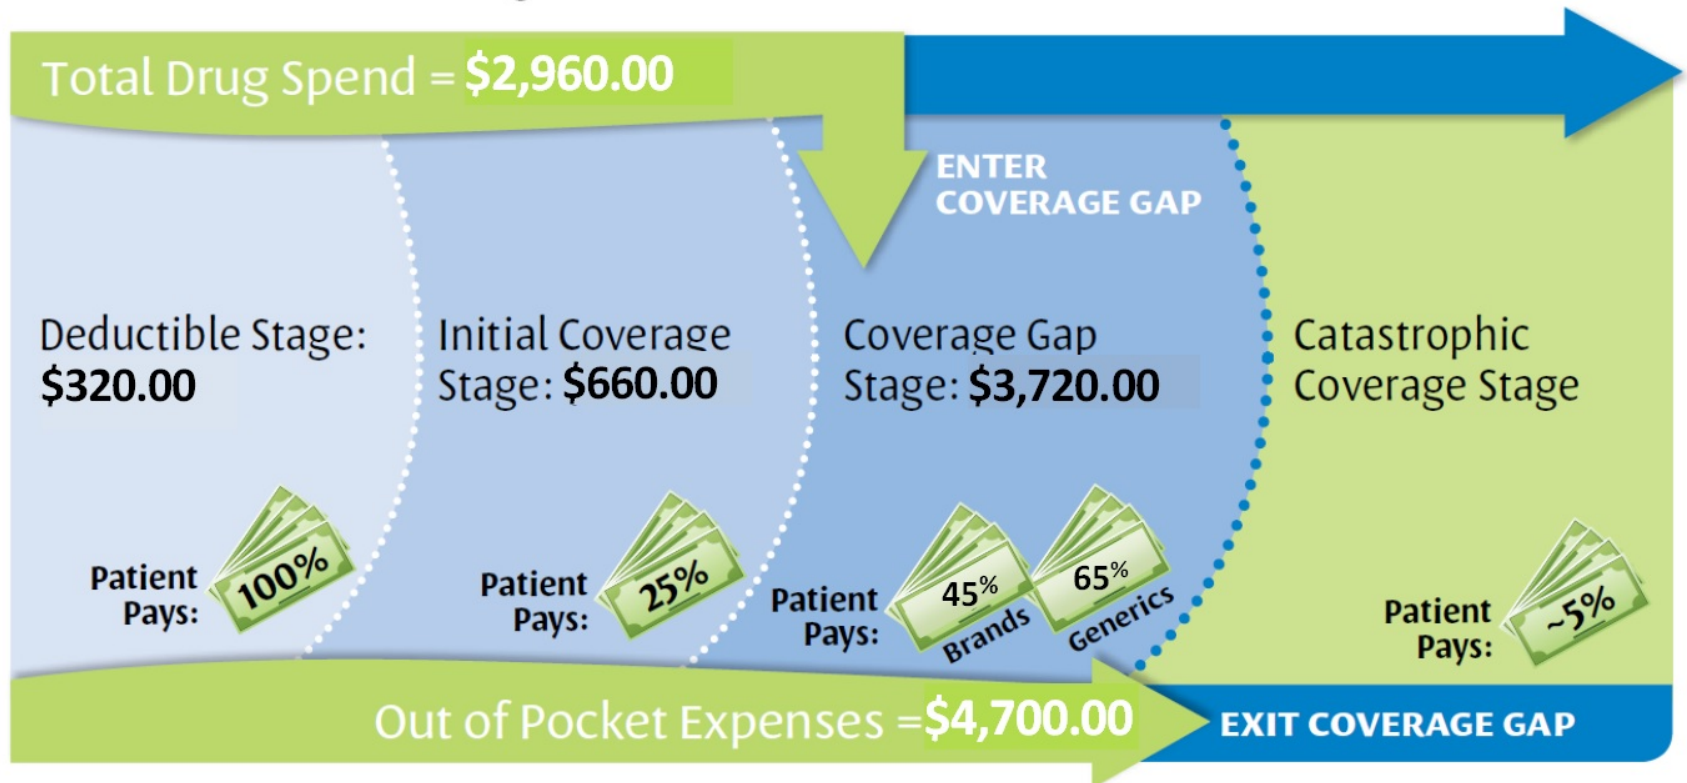 Total Drug Spend = $2,960.00
ENTER
COVERAGE GAP
Deductible Stage:
$320.00
Initial Coverage
Stage: $660.00
Coverage Gap
Stage: $3,720.00
Catastrophic
Coverage Stage
Patient
Pays:
100%
Patient
Pays:
25%
Patient
Pays:
45%
Brands
65%
Generics
Patient
Pays:
~5%
Out of Pocket Expenses =$4,700.00
EXIT COVERAGE GAP